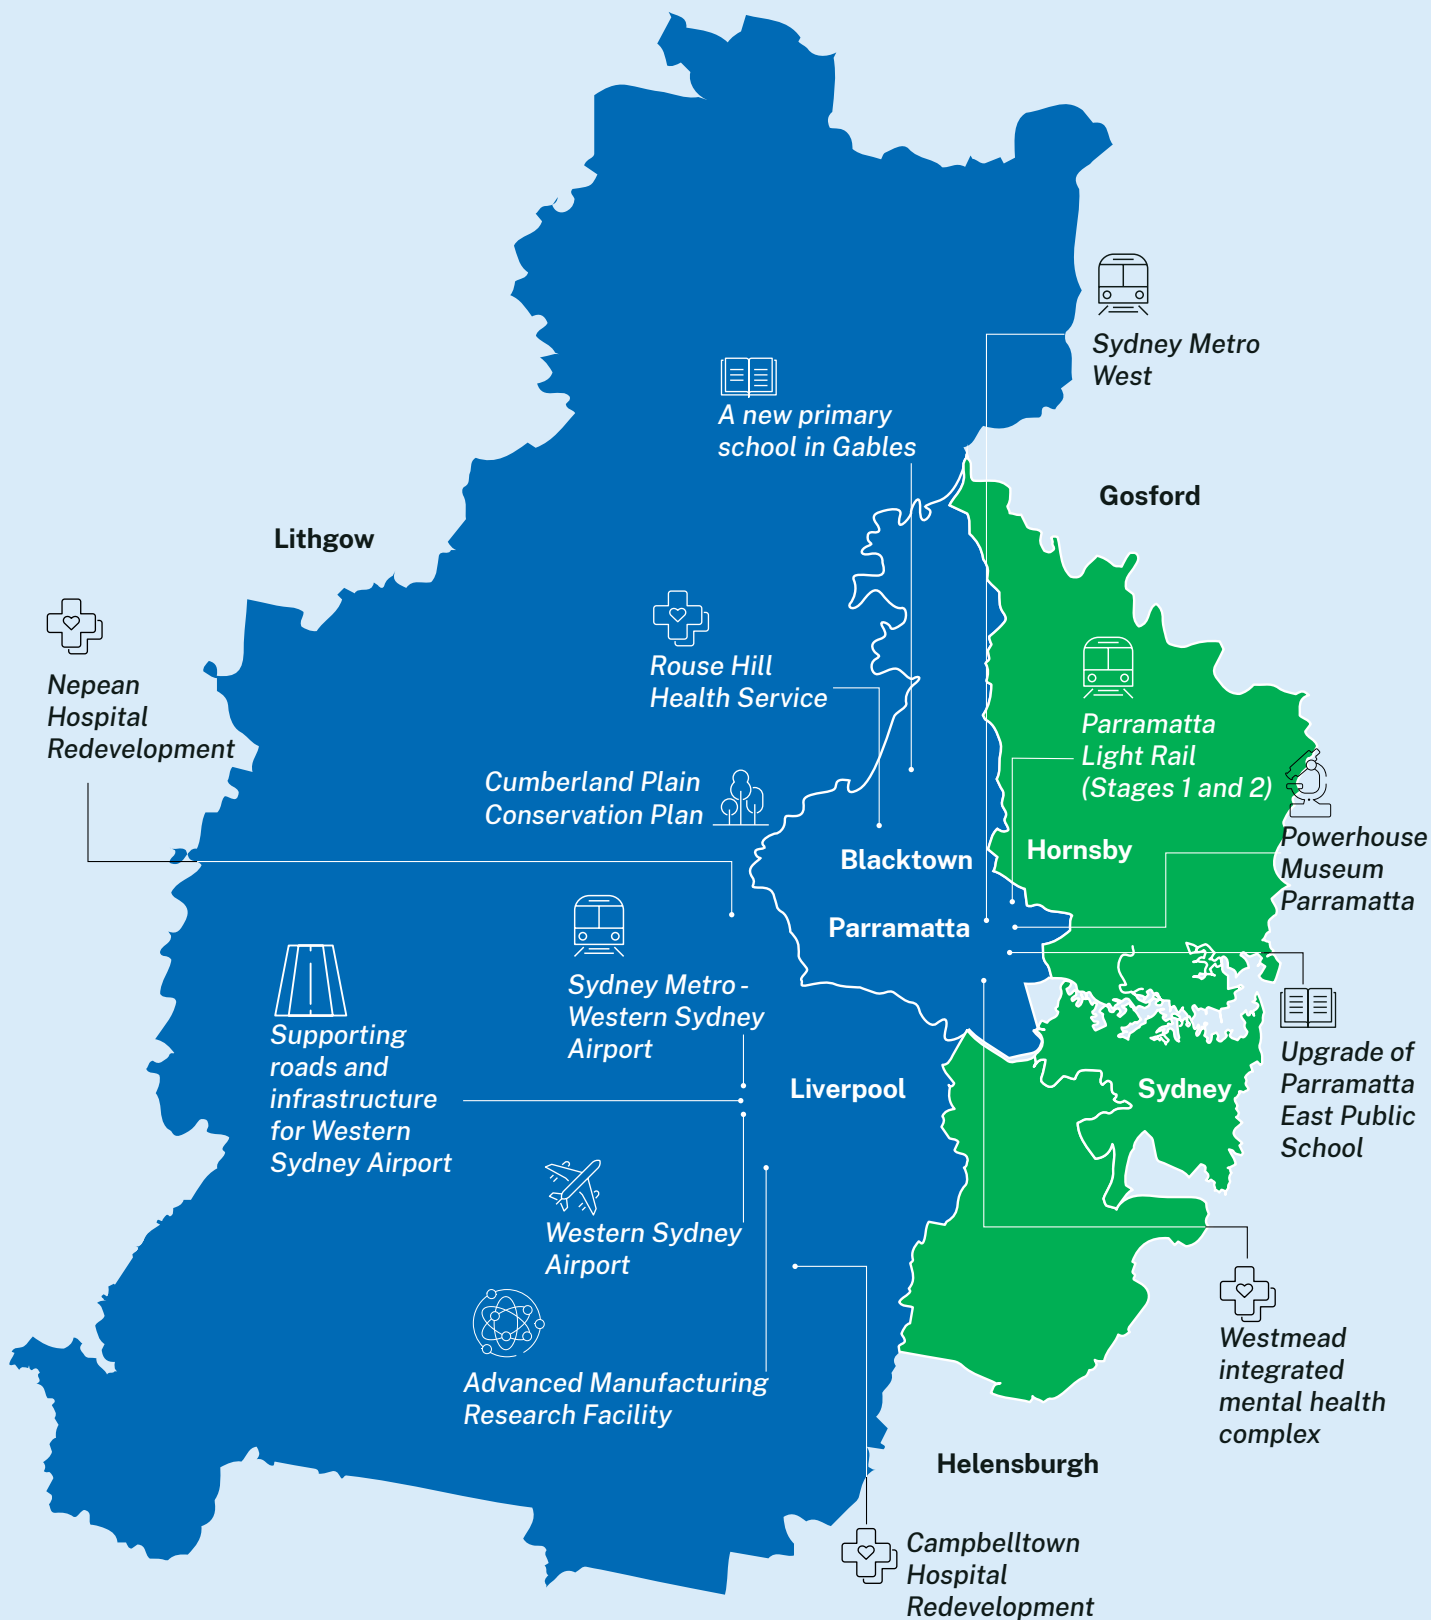 Sydney Metro
West
A new primary
school in Gables
Gosford
Lithgow
Nepean
Hospital
Redevelopment
Rouse Hill
Health Service
Parramatta
Light Rail
(Stages 1 and 2)
Cumberland Plain
Conservation Plan
Blacktown
Hornsby
Powerhouse
Museum
Parramatta
Parramatta
Sydney Metro -
Western Sydney
Airport
Supporting
roads and
infrastructure
for Western
Sydney Airport
Liverpool
Sydney
Upgrade of
Parramatta
East Public
School
Western Sydney
Airport
Advanced Manufacturing
Research Facility
Westmead
integrated
mental health
complex
Helensburgh
Campbelltown
Hospital
Redevelopment